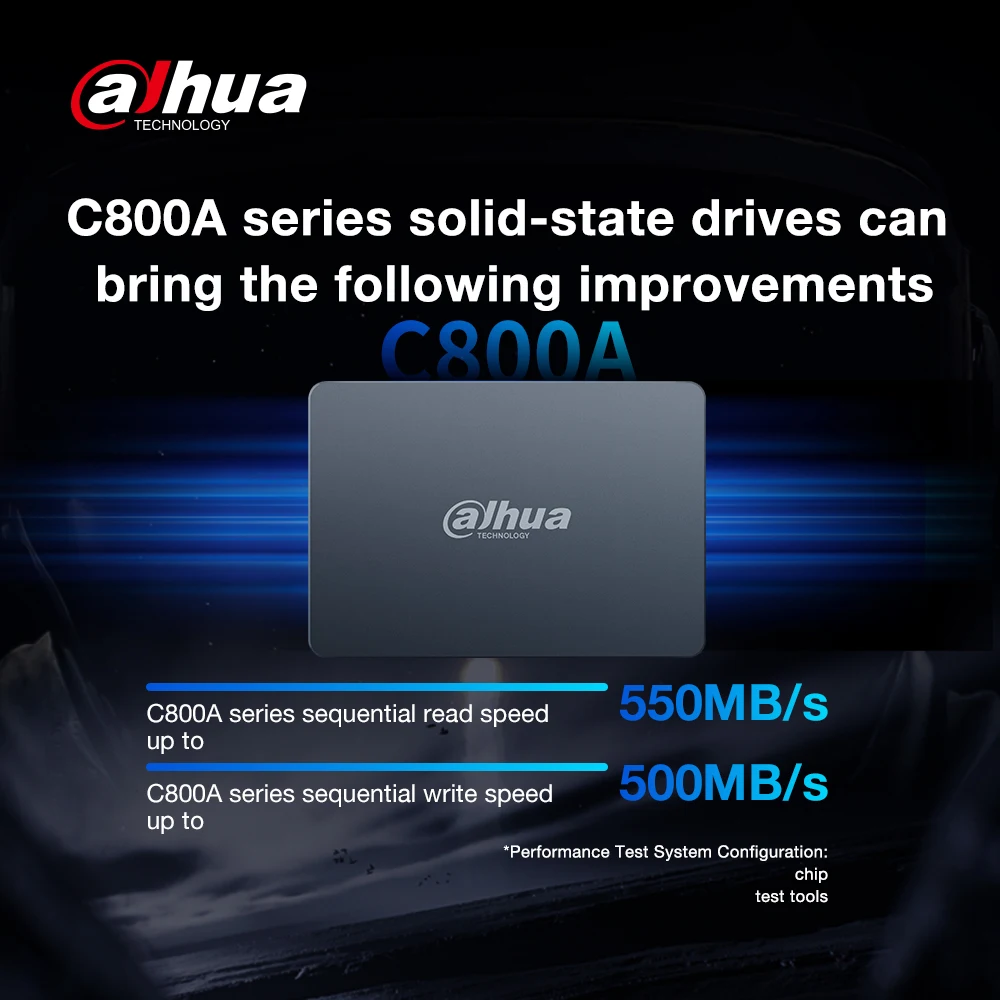 alhua
TECHNOLOGY
C800A series solid-state drives can
bring the following improvements
C800A
alhua
TECHNOLOGY
C800A series sequential read speed
up to
550MB/s
C800A series sequential write speed
up to
500MB/s
*Performance Test System Configuration:
chip
test tools